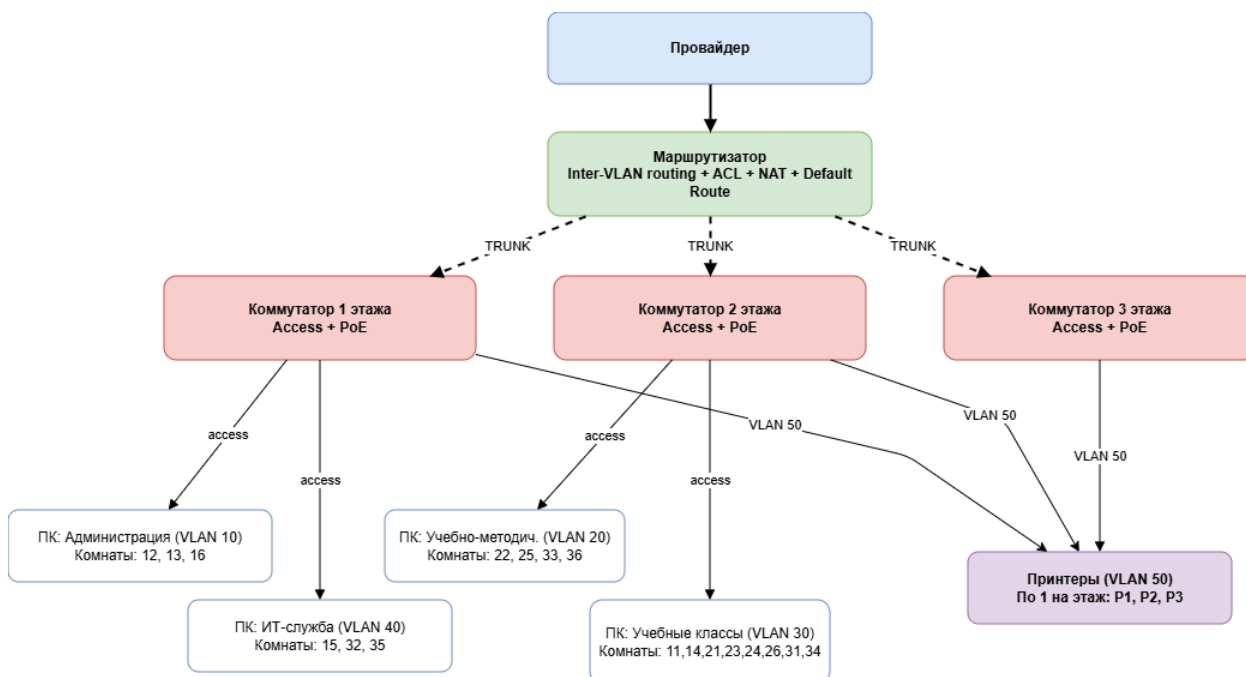 Провайдер
Маршрутизатор
Inter-VLAN routing + ACL + NAT + Default
Route
TRUNK
TRUNK
TRUNK
Коммутатор 1 этажа
Access + PoE
Коммутатор 2 этажа
Access + PoE
Коммутатор 3 этажа
Access + PoE
access
access
VLAN 50
access
access
VLAN 50
VLAN 50
ПК: Администрация (VLAN 10)
Комнаты: 12, 13, 16
ПК: Учебно-методич. (VLAN 20)
Комнаты: 22, 25, 33, 36
Принтеры (VLAN 50)
По 1 на этаж: P1, P2, P3
ПК: ИТ-служба (VLAN 40)
Комнаты: 15, 32, 35
ПК: Учебные классы (VLAN 30)
Комнаты: 11,14,21,23,24,26,31,34